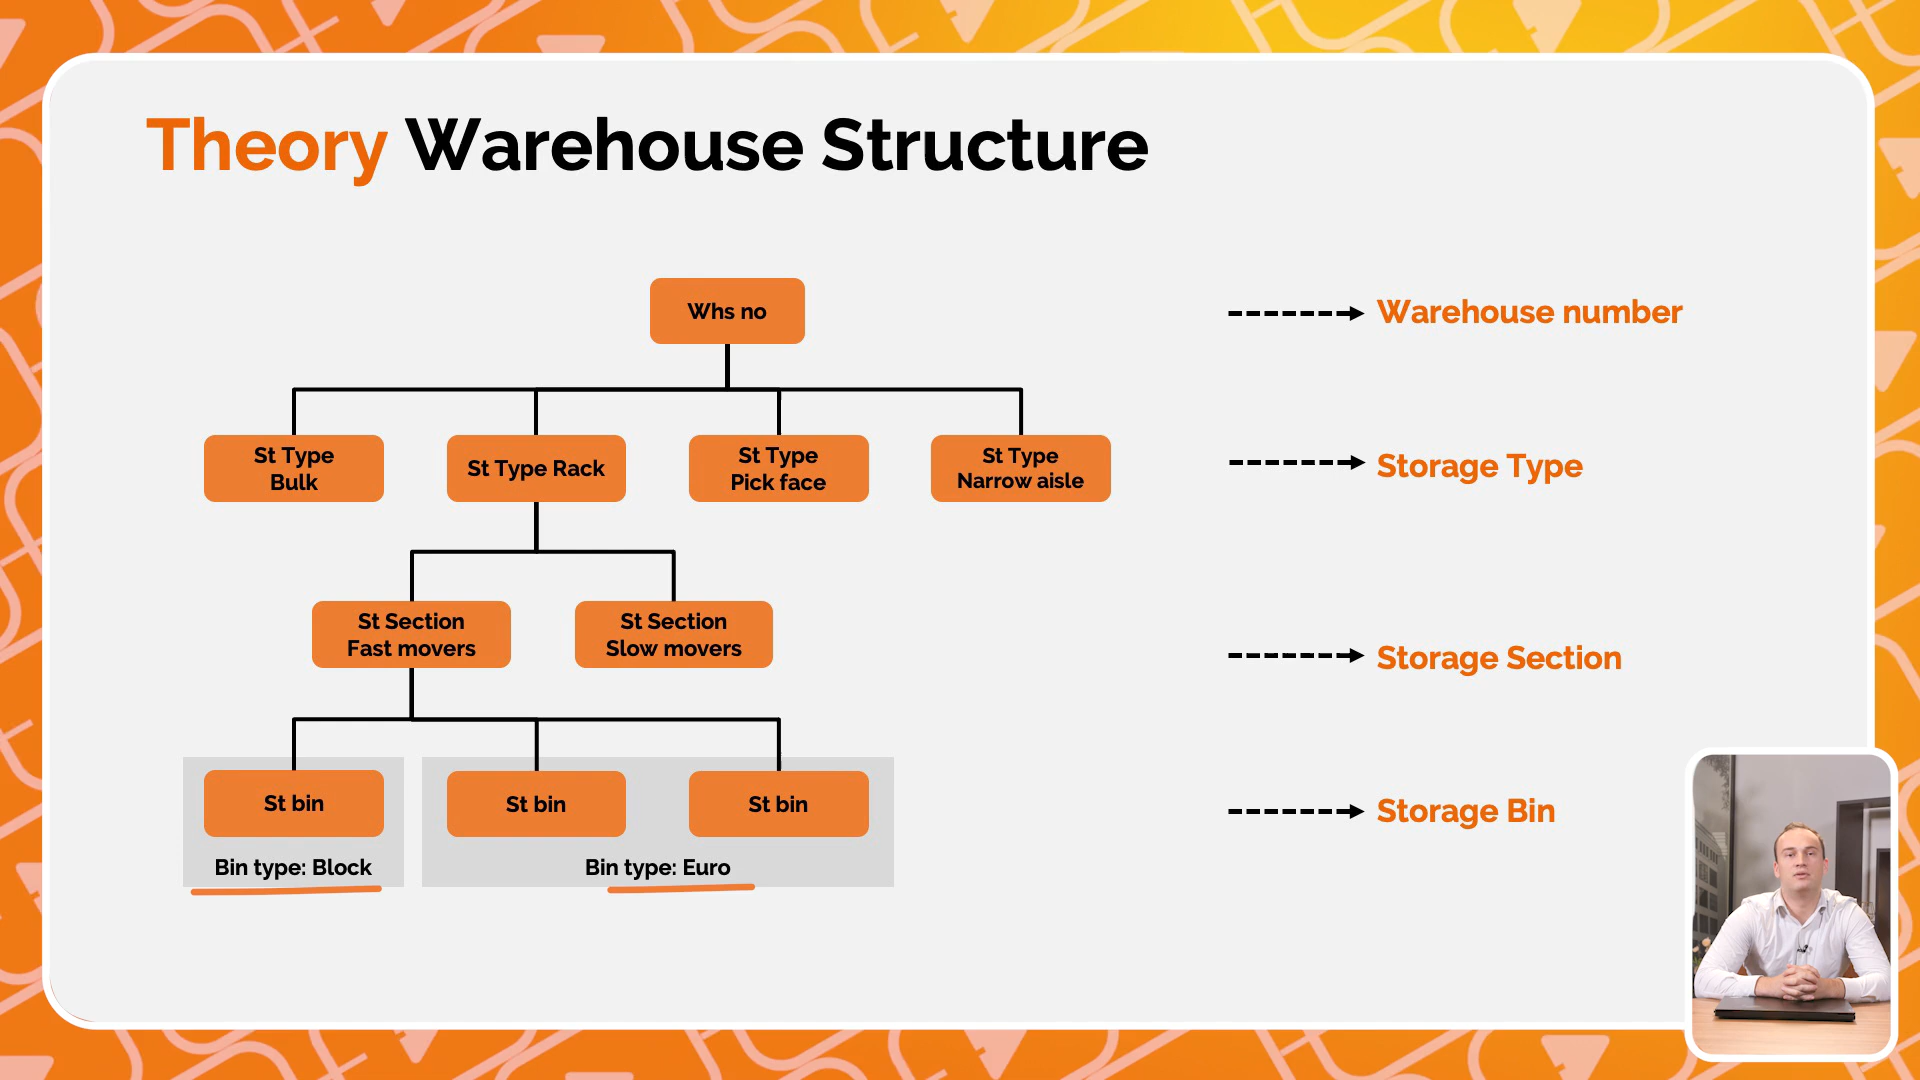 Theory Warehouse Structure
Whs no
Warehouse number
St Type
Bulk
St Type Rack
St Type
Pick face
St Type
Narrow aisle
Storage Type
St Section
Fast movers
St Section
Slow movers
Storage Section
St bin
St bin
St bin
Storage Bin
Bin type: Block
Bin type: Euro